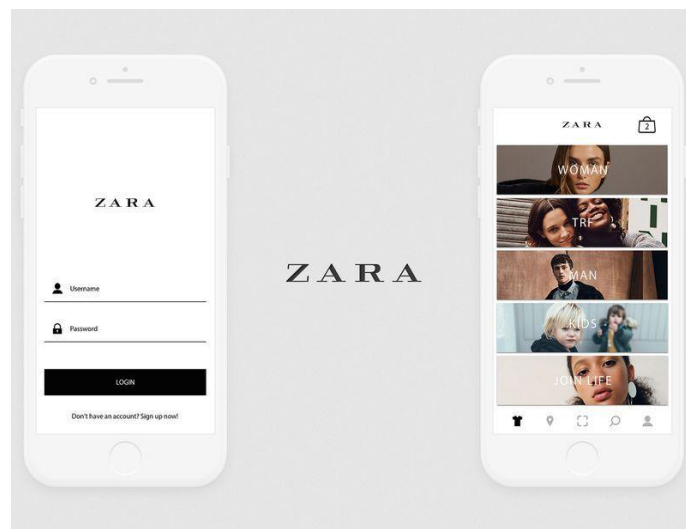 ZARA
Username
Password
LOGIN
Don't have an account? Sign up now!
ZARA
ZARA
2
WOMAN
TRF
MAN
KIDS
JOIN LIFE